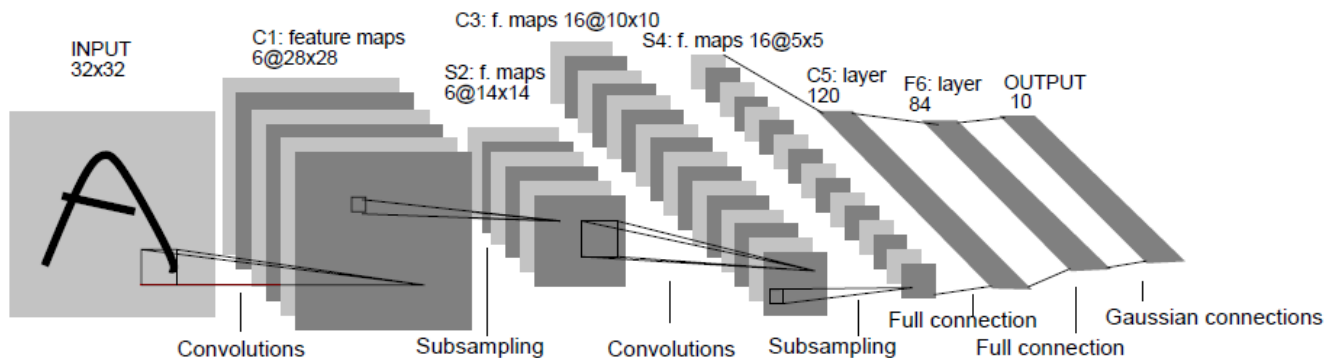 INPUT
32x32
C1: feature maps
6@28x28
S2: f. maps
6@14x14
C3: f. maps 16@10x10
S4: f. maps 16@5x5
C5: layer
120
F6: layer
84
OUTPUT
10
Convolutions
Subsampling
Convolutions
Subsampling
Full connection
Full connection
Gaussian connections
A